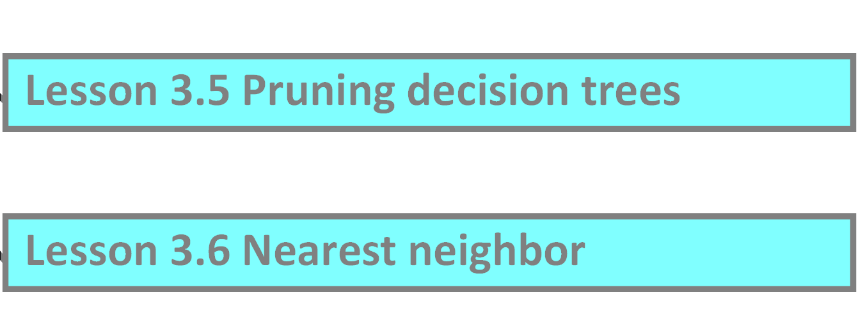 Lesson 3.5 Pruning decision trees
Lesson 3.6 Nearest neighbor